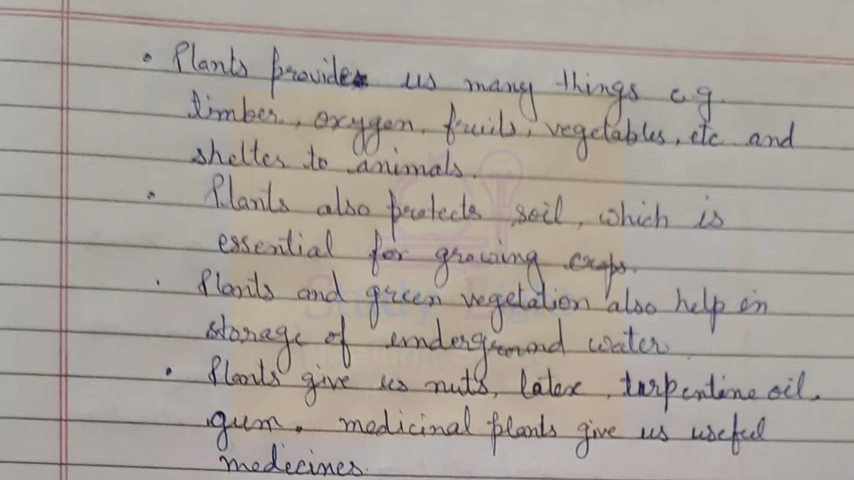 • Plants provides us many things e.g.
timber, oxygen, fruits, vegetables, etc and
shelter to animals.
• Plants also protects soil, which is
essential for growing crops.
• Plants and green vegetation also help in
storage of underground water
• Plants give us nuts, latex, turpentine oil,
gum. medicinal plants give us useful
medecines.
Study